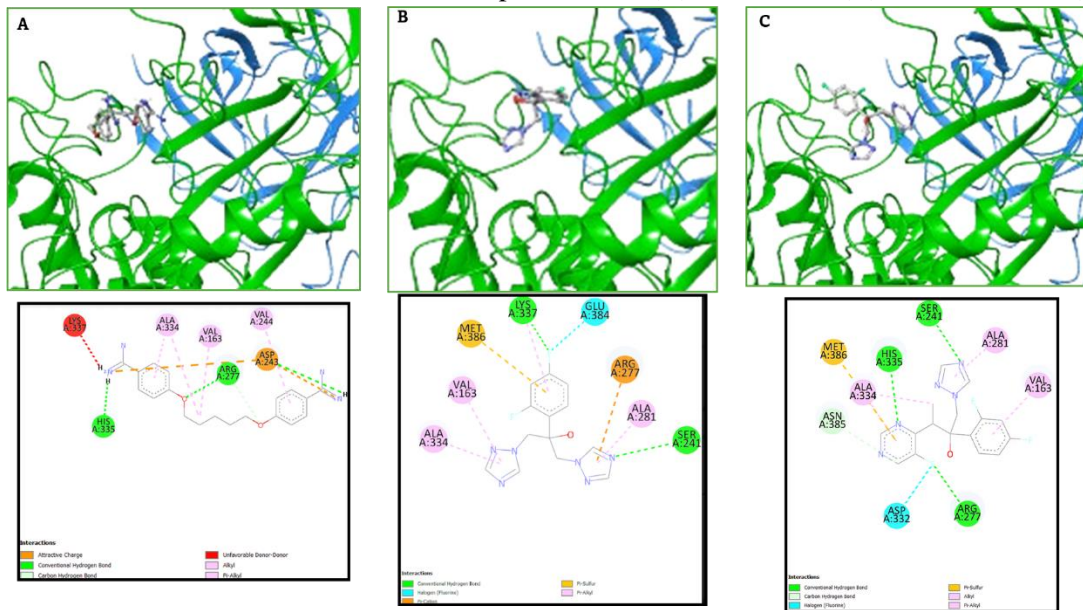 A
B
C
LYS
A:337
ALA
A:334
VAL
A:163
VAL
A:244
ARG
A:277
ASP
A:243
HIS
A:335
H
H
H
N
N
N
N
O
O
Interactions
Attractive Charge
Conventional Hydrogen Bond
Carbon Hydrogen Bond
Unfavorable Donor-Donor
Alkyl
Pi-Alkyl
LYS
A:337
GLU
A:384
MET
A:386
ARG
A:277
VAL
A:163
ALA
A:281
ALA
A:334
SER
A:241
F
F
O
N
N
N
N
N
N
Interactions
Conventional Hydrogen Bond
Halogen (Fluorine)
Pi-Cation
Pi-Sulfur
Pi-Alkyl
SER
A:241
ALA
A:281
MET
A:386
HIS
A:335
ALA
A:334
VAL
A:163
ASN
A:385
ASP
A:332
ARG
A:277
N
N
N
N
N
O
F
F
F
Interactions
Conventional Hydrogen Bond
Carbon Hydrogen Bond
Halogen (Fluorine)
Pi-Sulfur
Alkyl
Pi-Alkyl